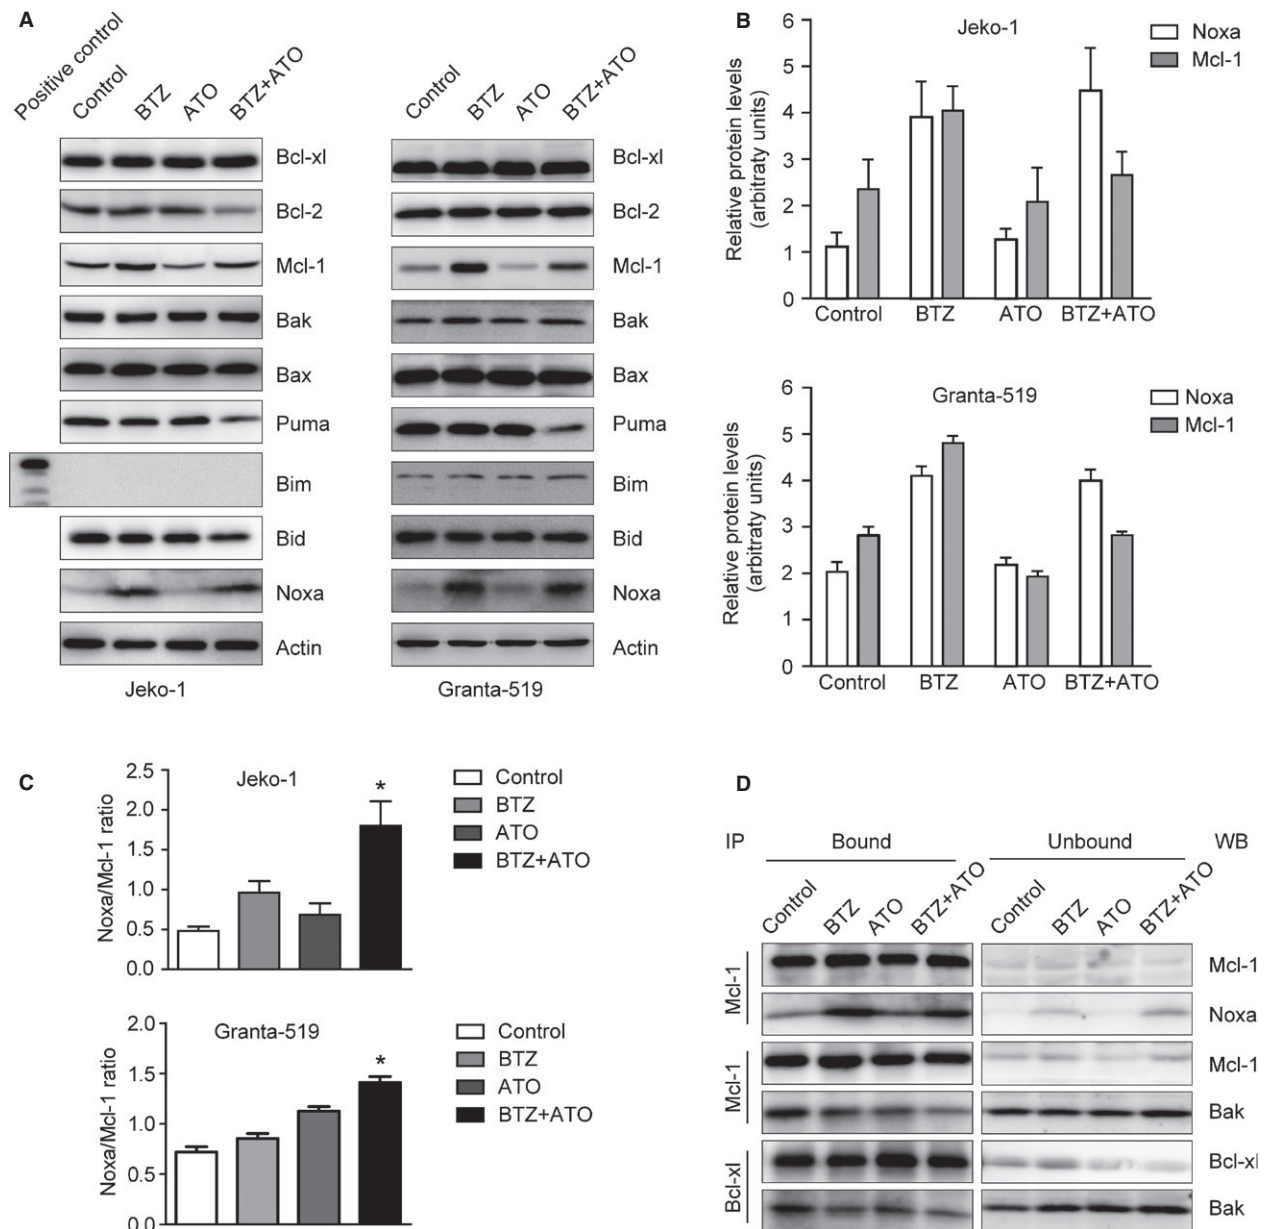 A
Positive control
Control
BTZ
ATO
BTZ+ATO
Control
BTZ
ATO
BTZ+ATO
Bcl-xl
Bcl-2
Mcl-1
Bak
Bax
Puma
Bim
Bid
Noxa
Actin
Jeko-1
Bcl-xl
Bcl-2
Mcl-1
Bak
Bax
Puma
Bim
Bid
Noxa
Actin
Granta-519
B
Jeko-1
Noxa
Mcl-1
Relative protein levels
(arbitraty units)
6
5
4
3
2
1
0
Control BTZ ATO BTZ+ATO
Granta-519
Noxa
Mcl-1
Relative protein levels
(arbitraty units)
6
5
4
3
2
1
0
Control BTZ ATO BTZ+ATO
C
Jeko-1
Noxa/Mcl-1 ratio
2.5
2.0
1.5
1.0
0.5
0.0
*
Control
BTZ
ATO
BTZ+ATO
Granta-519
Noxa/Mcl-1 ratio
2.0
1.5
1.0
0.5
0.0
*
Control
BTZ
ATO
BTZ+ATO
D
IP Bound Unbound WB
Control
BTZ
ATO
BTZ+ATO
Control
BTZ
ATO
BTZ+ATO
Mcl-1
Mcl-1
Noxa
Mcl-1
Mcl-1
Bak
Bcl-xl
Bcl-xl
Bak